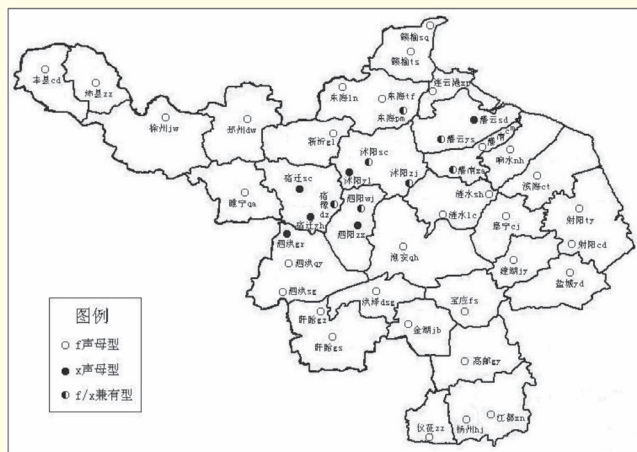 赣榆sq
赣榆ts
丰县cd
沛县zz
东海ln
东海tf
连云港xp
东海pm
徐州jw
邳州dw
灌云sd
灌云ys
新沂gl
响水nh
沭阳sc
沭阳yl
沭阳zj
宿迁sc
滨海ct
睢宁qa
宿豫
dz
泗阳wj
涟水sh
涟水lc
射阳ty
宿迁yh
泗阳zx
阜宁cj
泗洪gz
射阳cd
泗洪qy
淮安qh
建湖jy
盐城yd
泗洪sg
洪泽dsg
宝应fs
图例
盱眙gz
f声母型
盱眙gs
金湖jb
x声母型
高邮gy
f/x兼有型
仪征zz
扬州hj
江都xn